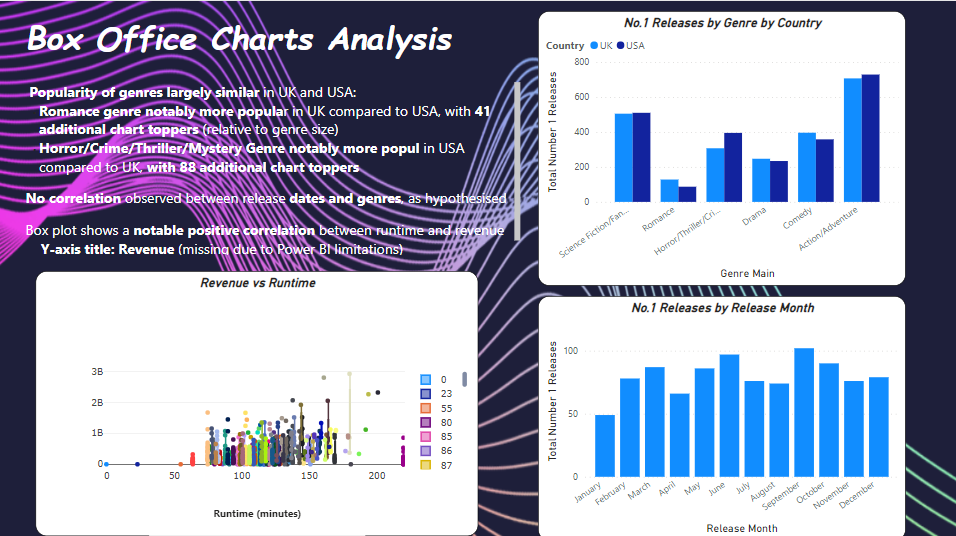 Box Office Charts Analysis
Popularity of genres largely similar in UK and USA:
Romance genre notably more popular in UK compared to USA, with 41
additional chart toppers (relative to genre size)
Horror/Crime/Thriller/Mystery Genre notably more popul in USA
compared to UK, with 88 additional chart toppers
No correlation observed between release dates and genres, as hypothesised
Box plot shows a notable positive correlation between runtime and revenue
Y-axis title: Revenue (missing due to Power BI limitations)
No.1 Releases by Genre by Country
Country UK USA
Total Number 1 Releases
800
600
400
200
0
Science Fiction/Fan...
Romance
Horror/Thriller/Cri...
Drama
Comedy
Action/Adventure
Genre Main
Revenue vs Runtime
3B
2B
1B
0
0 50 100 150 200
Runtime (minutes)
0
23
55
80
85
86
87
No.1 Releases by Release Month
Total Number 1 Releases
100
50
0
January
February
March
April
May
June
July
August
September
October
November
December
Release Month